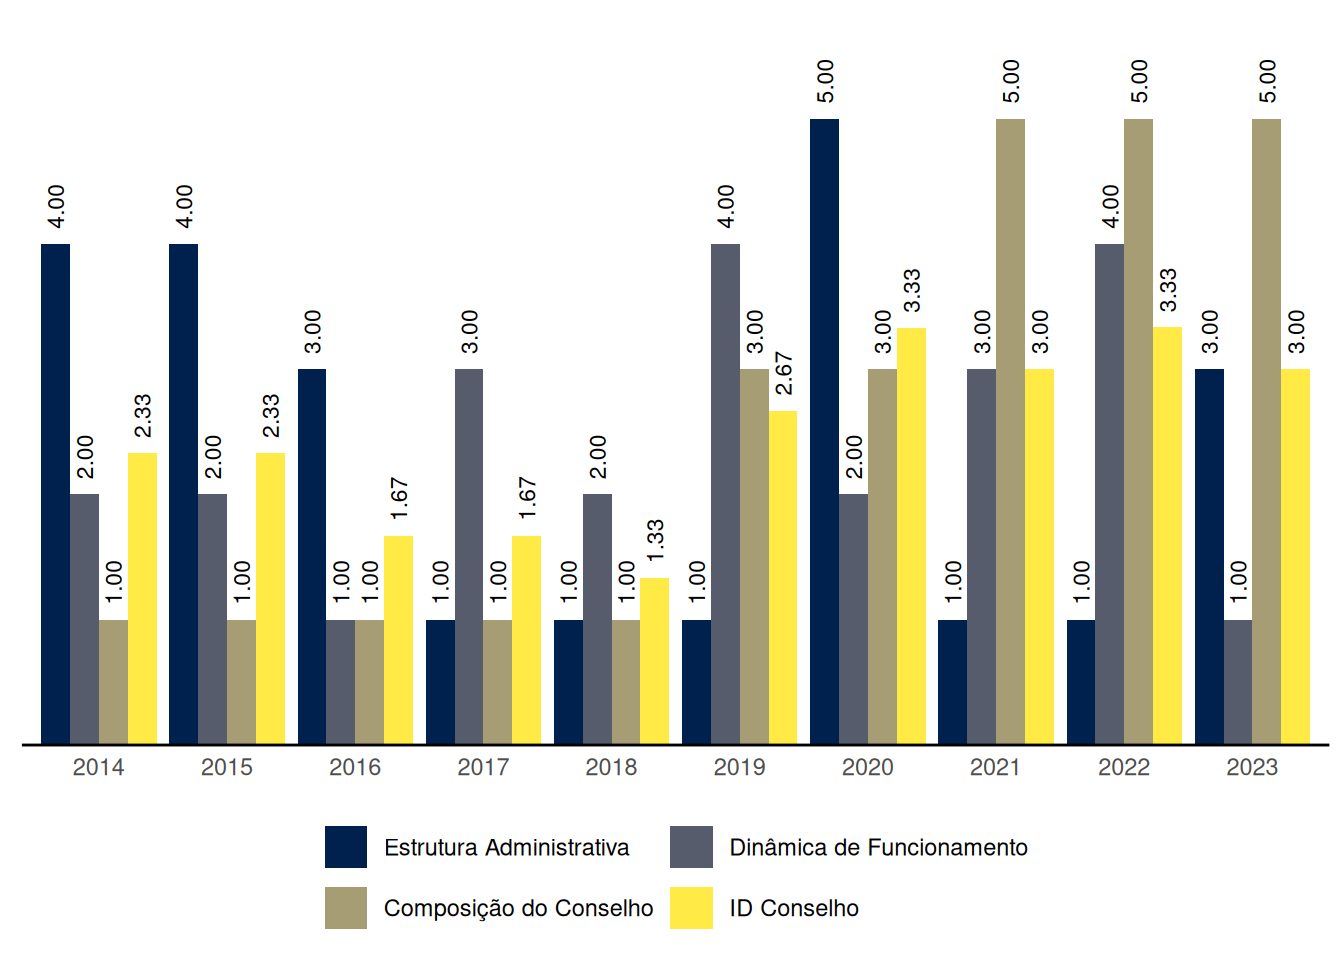 4.00 2.00 1.00 2.33
4.00 2.00 1.00 2.33
3.00 1.00 1.00 1.67
1.00 3.00 1.00 1.67
1.00 2.00 1.00 1.33
1.00 4.00 3.00 2.67
5.00 2.00 3.00 3.33
1.00 3.00 5.00 3.00
1.00 4.00 5.00 3.33
3.00 1.00 5.00 3.00
2014 2015 2016 2017 2018 2019 2020 2021 2022 2023
Estrutura Administrativa Dinâmica de Funcionamento
Composição do Conselho ID Conselho